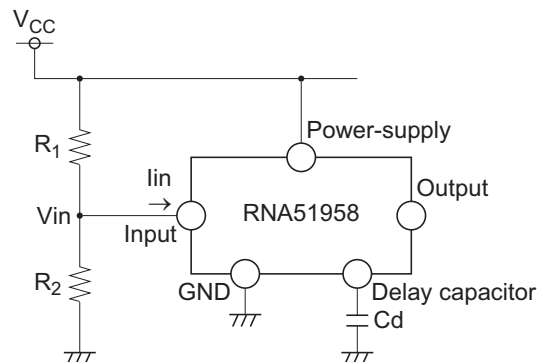 VCC
Power-supply
R1
Iin
→
Output
RNA51958
Vin
Input
R2
GND
Delay capacitor
Cd